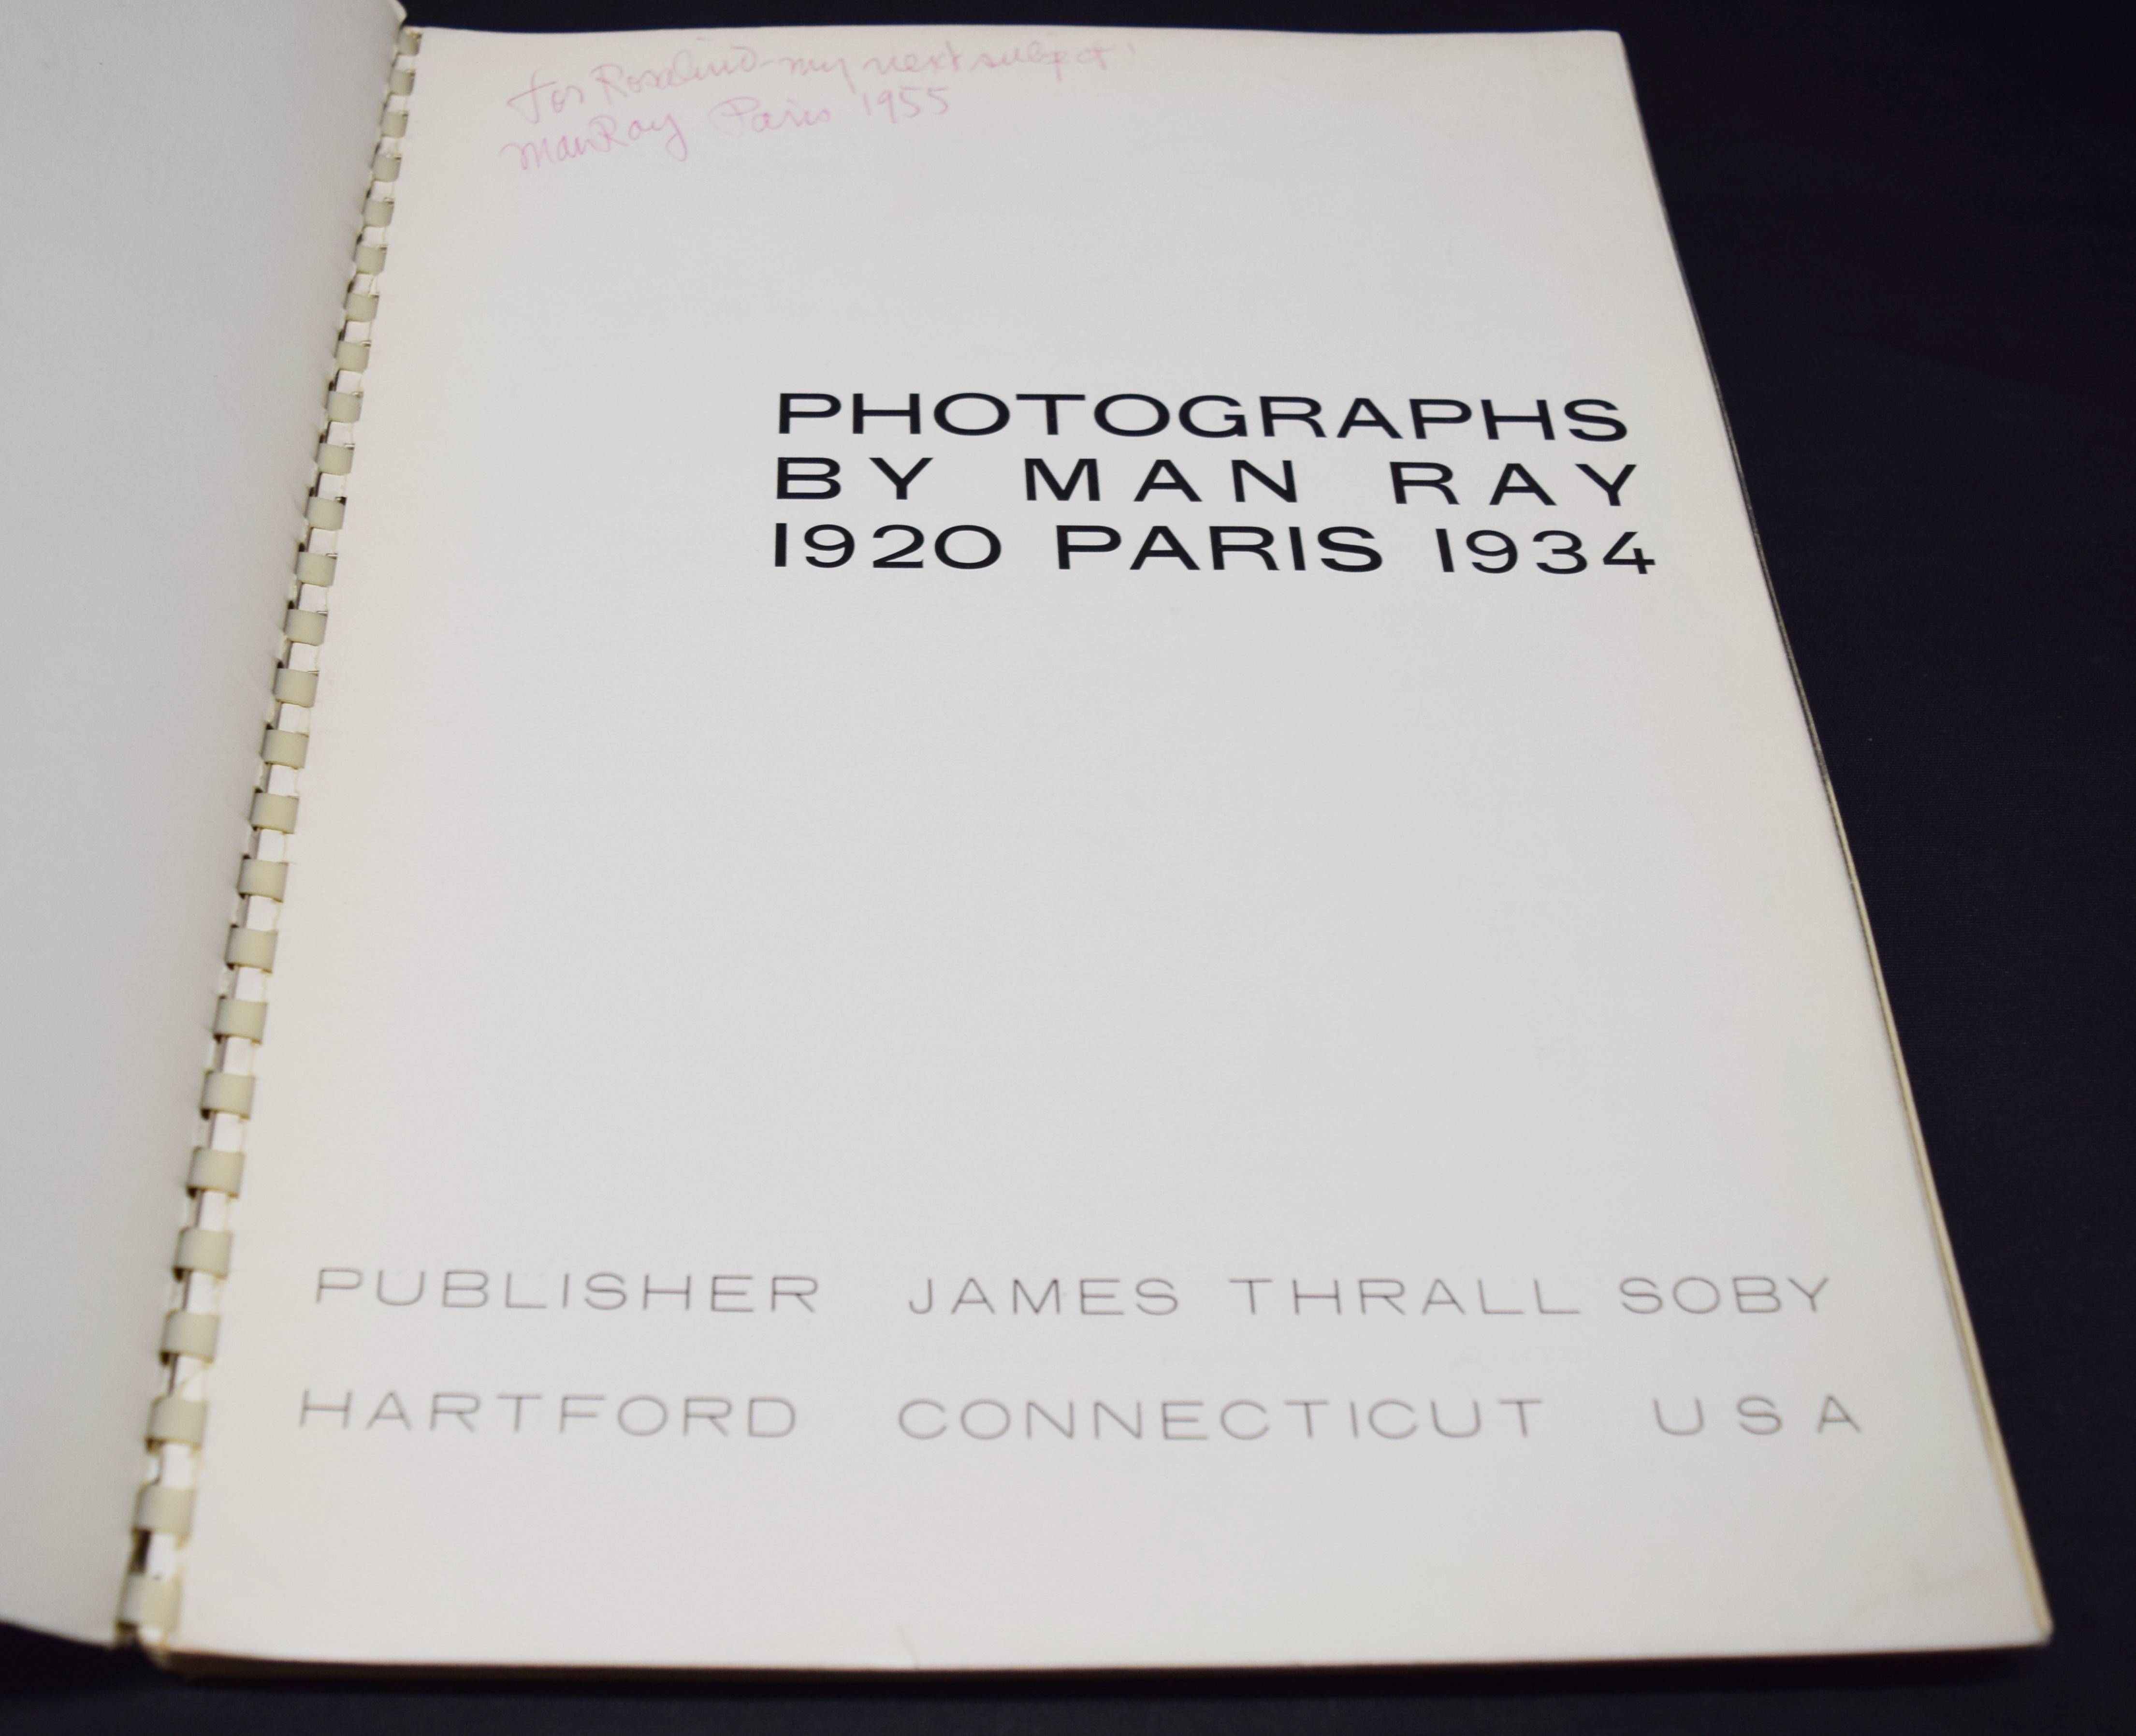 for Rosalind - my next subject!
Man Ray Paris 1955
PHOTOGRAPHS
BY MAN RAY
1920 PARIS 1934
PUBLISHER JAMES THRALL SOBY
HARTFORD CONNECTICUT USA